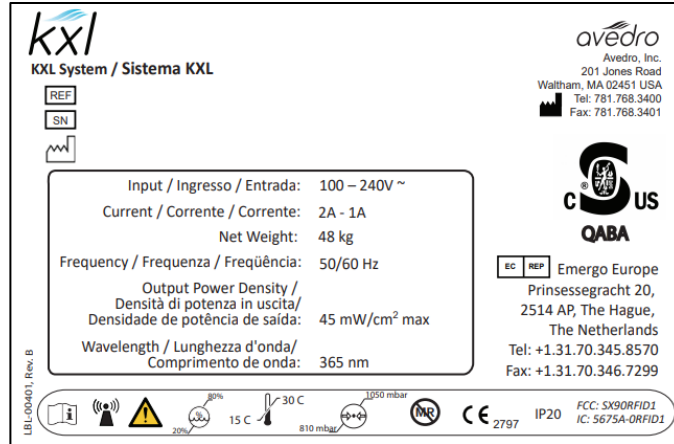 kxl
KXL System / Sistema KXL
REF
SN
avedro
Avedro, Inc.
201 Jones Road
Waltham, MA 02451 USA
Tel: 781.768.3400
Fax: 781.768.3401
Input / Ingresso / Entrada: 100 – 240V ~
Current / Corrente / Corrente: 2A - 1A
Net Weight: 48 kg
Frequency / Frequenza / Freqüência: 50/60 Hz
Output Power Density /
Densità di potenza in uscita/
Densidade de potência de saída: 45 mW/cm² max
Wavelength / Lunghezza d'onda/
Comprimento de onda: 365 nm
C S ® US
QABA
EC REP Emergo Europe
Prinsessegracht 20,
2514 AP, The Hague,
The Netherlands
Tel: +1.31.70.345.8570
Fax: +1.31.70.346.7299
LBL-00401, Rev. B
i
20% % 80%
15 C 30 C
810 mbar 1050 mbar
MR
CE 2797
IP20
FCC: SX90RFID1
IC: 5675A-0RFID1